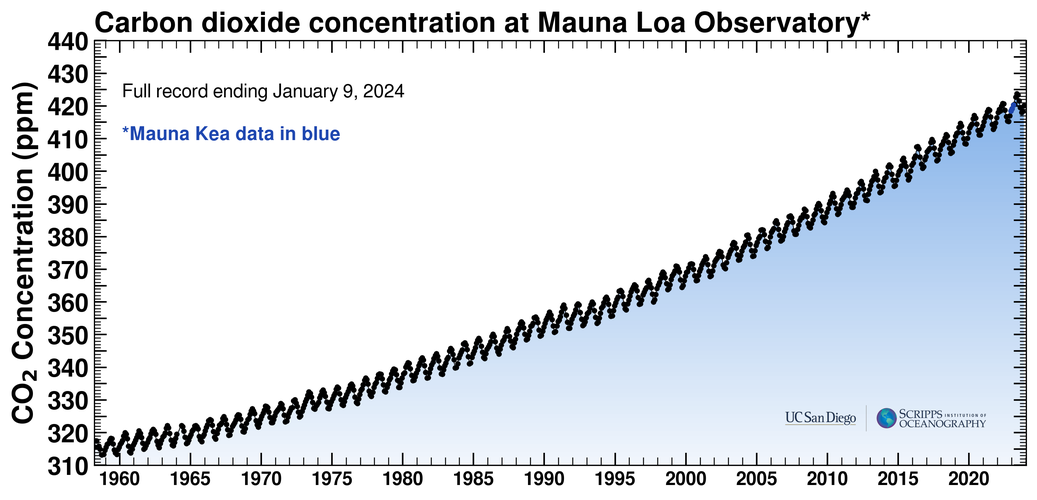 Carbon dioxide concentration at Mauna Loa Observatory*
CO₂ Concentration (ppm)
440
430
420
410
400
390
380
370
360
350
340
330
320
310
Full record ending January 9, 2024
*Mauna Kea data in blue
UC San Diego
SCRIPPS INSTITUTION OF
OCEANOGRAPHY
1960 1965 1970 1975 1980 1985 1990 1995 2000 2005 2010 2015 2020